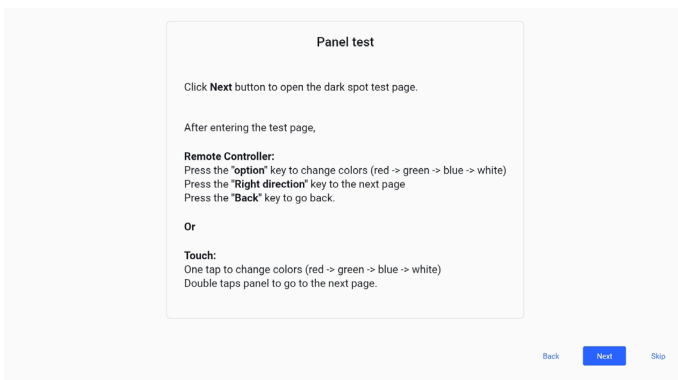 Panel test
Click Next button to open the dark spot test page.
After entering the test page,
Remote Controller:
Press the "option" key to change colors (red -> green -> blue -> white)
Press the "Right direction" key to the next page
Press the "Back" key to go back.
Or
Touch:
One tap to change colors (red -> green -> blue -> white)
Double taps panel to go to the next page.
Back Next Skip